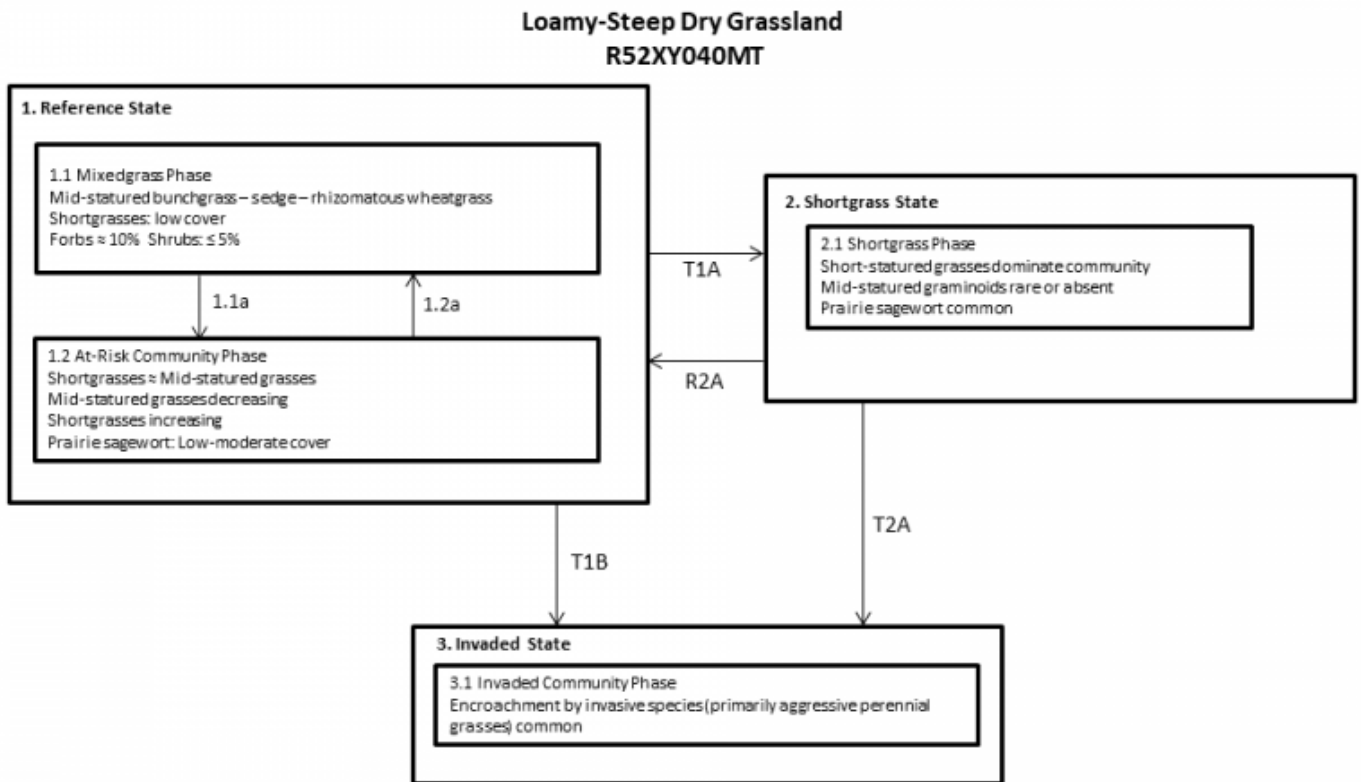 Loamy-Steep Dry Grassland
R52XY040MT
1. Reference State
1.1 Mixedgrass Phase
Mid-statured bunchgrass – sedge – rhizomatous wheatgrass
Shortgrasses: low cover
Forbs ≈ 10% Shrubs: ≤ 5%
1.1a
1.2a
1.2 At-Risk Community Phase
Shortgrasses ≈ Mid-statured grasses
Mid-statured grasses decreasing
Shortgrasses increasing
Prairie sagewort: Low-moderate cover
T1A
R2A
2. Shortgrass State
2.1 Shortgrass Phase
Short-statured grasses dominate community
Mid-statured graminoids rare or absent
Prairie sagewort common
T1B
T2A
3. Invaded State
3.1 Invaded Community Phase
Encroachment by invasive species (primarily aggressive perennial
grasses) common